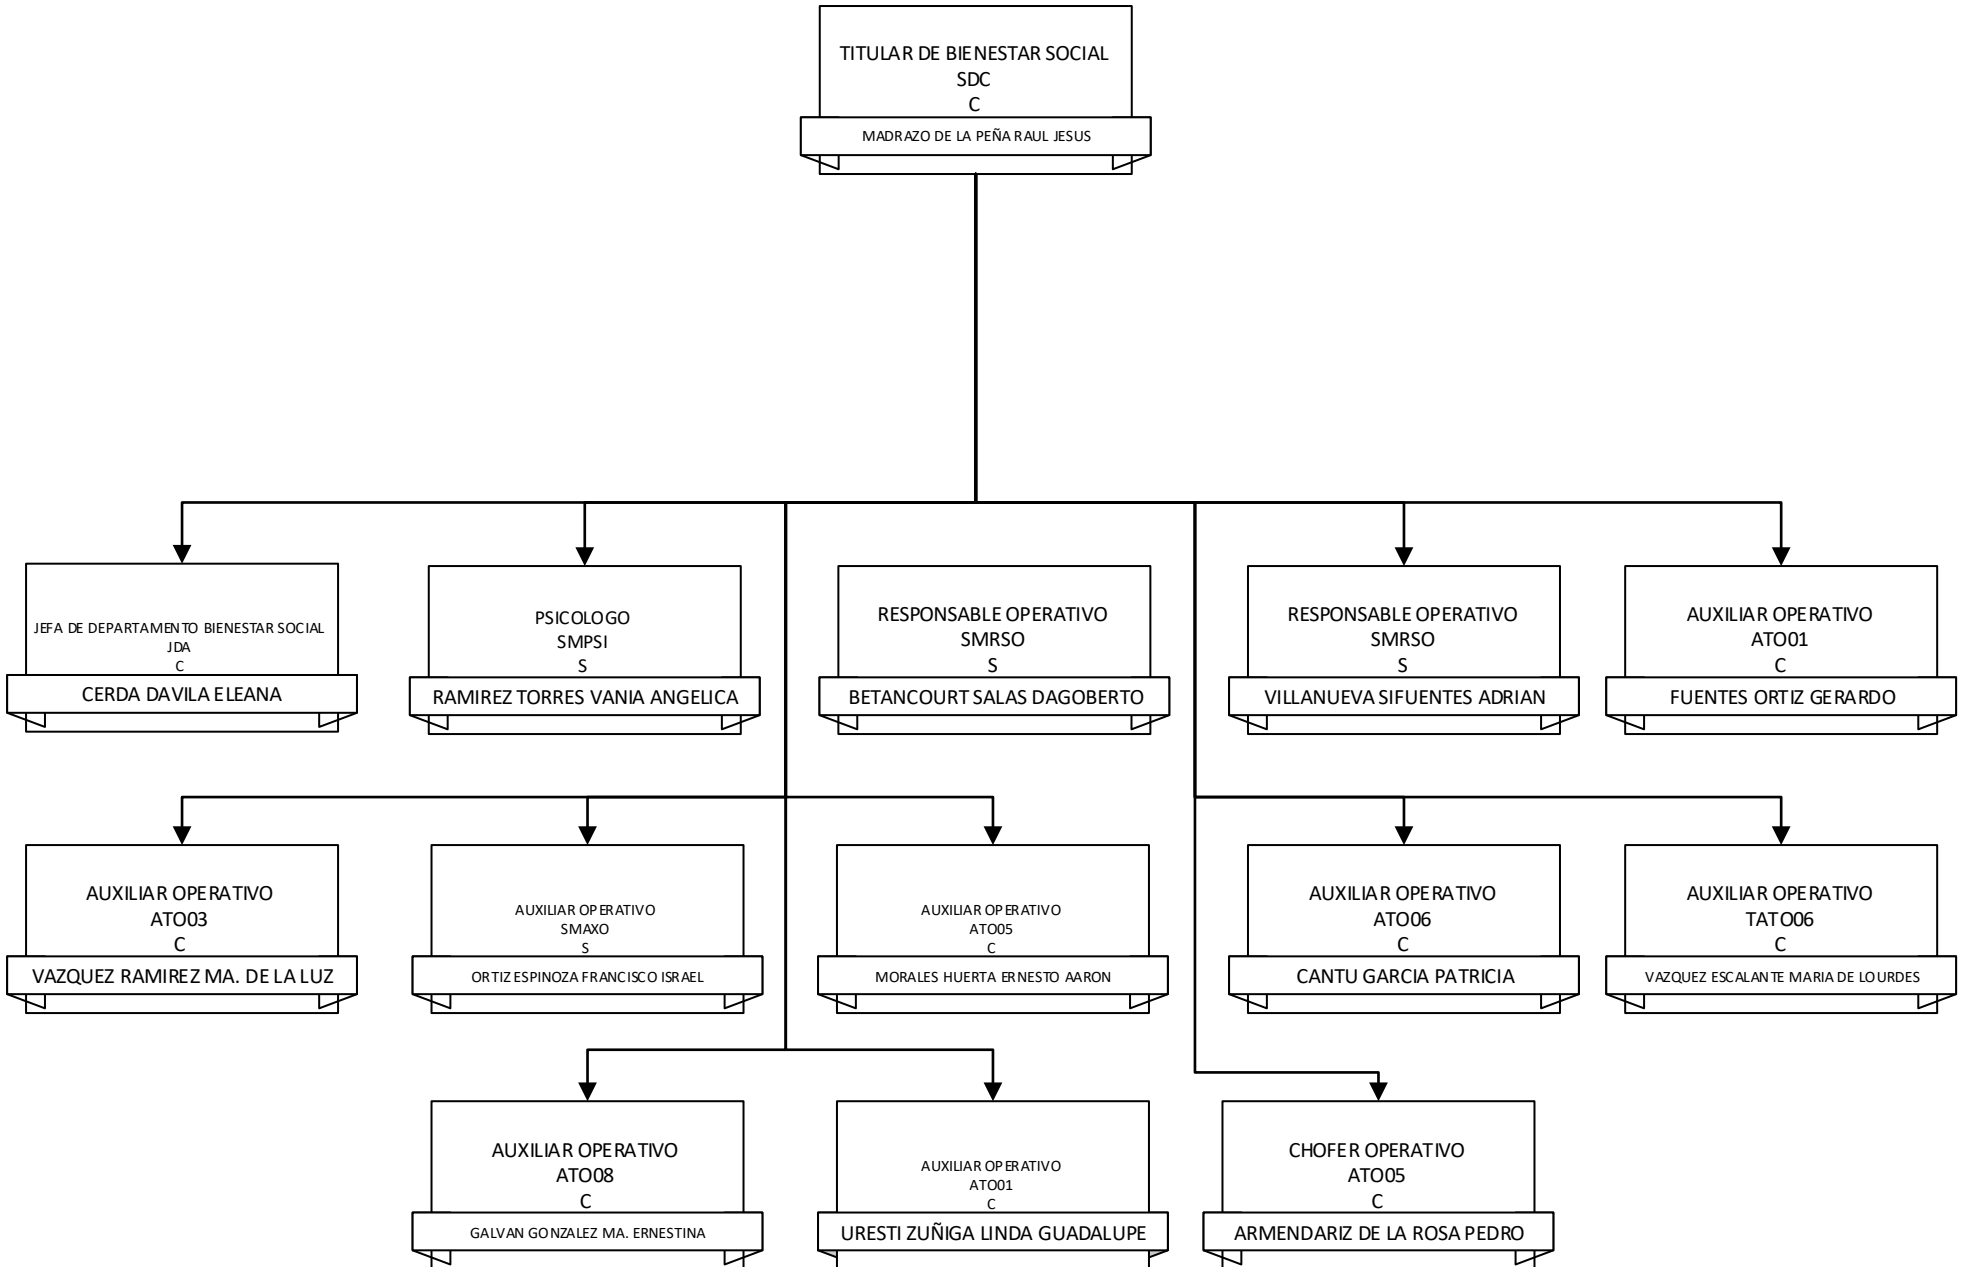 TITULAR DE BIENESTAR SOCIAL
SDC
C
MADRAZO DE LA PEÑA RAUL JESUS
JEFA DE DEPARTAMENTO BIENESTAR SOCIAL
JDA
C
CERDA DAVILA ELEANA
PSICOLOGO
SMPSI
S
RAMIREZ TORRES VANIA ANGELICA
RESPONSABLE OPERATIVO
SMRSO
S
BETANCOURT SALAS DAGOBERTO
RESPONSABLE OPERATIVO
SMRSO
S
VILLANUEVA SIFUENTES ADRIAN
AUXILIAR OPERATIVO
ATO01
C
FUENTES ORTIZ GERARDO
AUXILIAR OPERATIVO
ATO03
C
VAZQUEZ RAMIREZ MA. DE LA LUZ
AUXILIAR OPERATIVO
SMAXO
S
ORTIZ ESPINOZA FRANCISCO ISRAEL
AUXILIAR OPERATIVO
ATO05
C
MORALES HUERTA ERNESTO AARON
AUXILIAR OPERATIVO
ATO06
C
CANTU GARCIA PATRICIA
AUXILIAR OPERATIVO
TATO06
C
VAZQUEZ ESCALANTE MARIA DE LOURDES
AUXILIAR OPERATIVO
ATO08
C
GALVAN GONZALEZ MA. ERNESTINA
AUXILIAR OPERATIVO
ATO01
C
URESTI ZUÑIGA LINDA GUADALUPE
CHOFER OPERATIVO
ATO05
C
ARMENDARIZ DE LA ROSA PEDRO